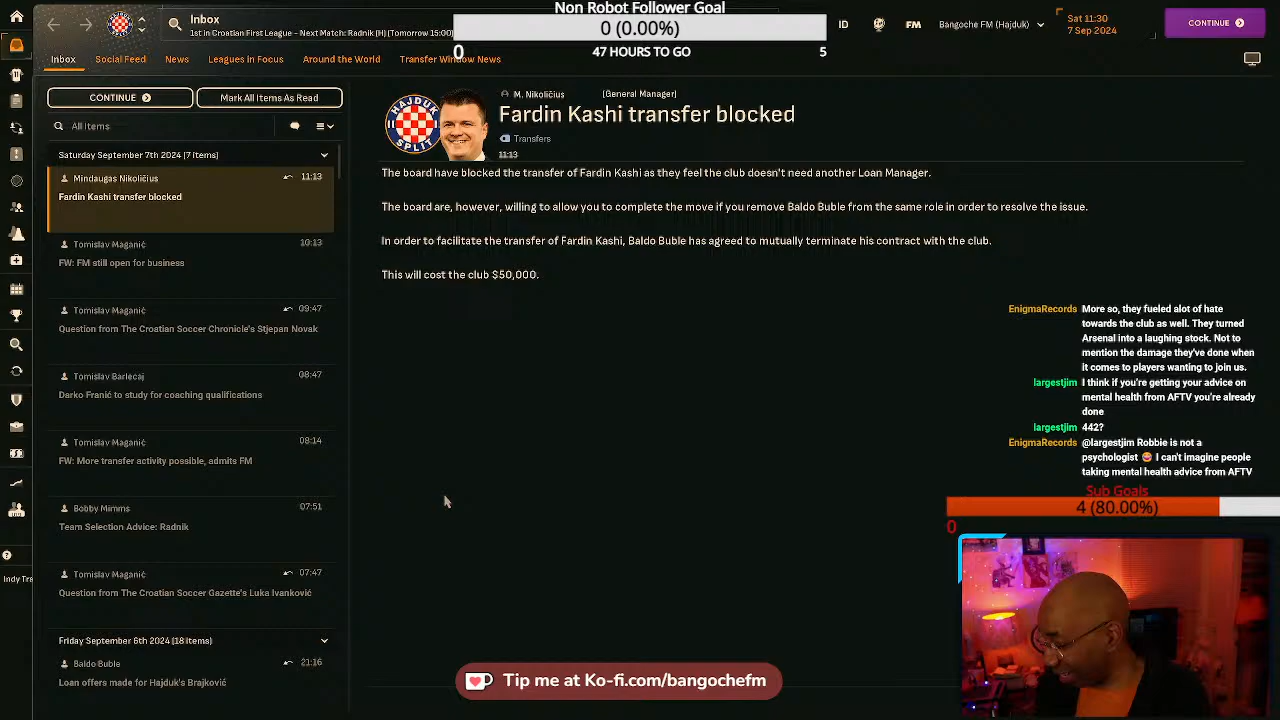 Non Robot Follower Goal
0 (0.00%)
0
47 HOURS TO GO
5
Inbox
1st in Croatian First League - Next Match: Radnik (H) (Tomorrow 15:00)
ID
FM
Bangoche FM (Hajduk)
Sat 11:30
7 Sep 2024
CONTINUE
Inbox
Social Feed
News
Leagues in Focus
Around the World
Transfer Window News
CONTINUE
Mark All Items As Read
All Items
Saturday September 7th 2024 (7 Items)
Mindaugas Nikoličius
11:13
Fardin Kashi transfer blocked
Tomislav Maganić
10:13
FW: FM still open for business
Tomislav Maganić
09:47
Question from The Croatian Soccer Chronicle's Stjepan Novak
Tomislav Barlecaj
08:47
Darko Franić to study for coaching qualifications
Tomislav Maganić
08:14
FW: More transfer activity possible, admits FM
Bobby Mimms
07:51
Team Selection Advice: Radnik
Tomislav Maganić
07:47
Question from The Croatian Soccer Gazette's Luka Ivanković
Friday September 6th 2024 (18 Items)
Baldo Buble
21:16
Loan offers made for Hajduk's Brajković
Indy Tra
HAJDUK
SPLIT
M. Nikoličius
(General Manager)
Fardin Kashi transfer blocked
Transfers
11:13
The board have blocked the transfer of Fardin Kashi as they feel the club doesn't need another Loan Manager.
The board are, however, willing to allow you to complete the move if you remove Baldo Buble from the same role in order to resolve the issue.
In order to facilitate the transfer of Fardin Kashi, Baldo Buble has agreed to mutually terminate his contract with the club.
This will cost the club $50,000.
EnigmaRecords More so, they fueled alot of hate
towards the club as well. They turned
Arsenal into a laughing stock. Not to
mention the damage they've done when
it comes to players wanting to join us.
largestjim I think if you're getting your advice on
mental health from AFTV you're already
done
largestjim 442?
EnigmaRecords @largestjim Robbie is not a
psychologist 😂 I can't imagine people
taking mental health advice from AFTV
Sub Goals
4 (80.00%)
0
Tip me at Ko-fi.com/bangochefm